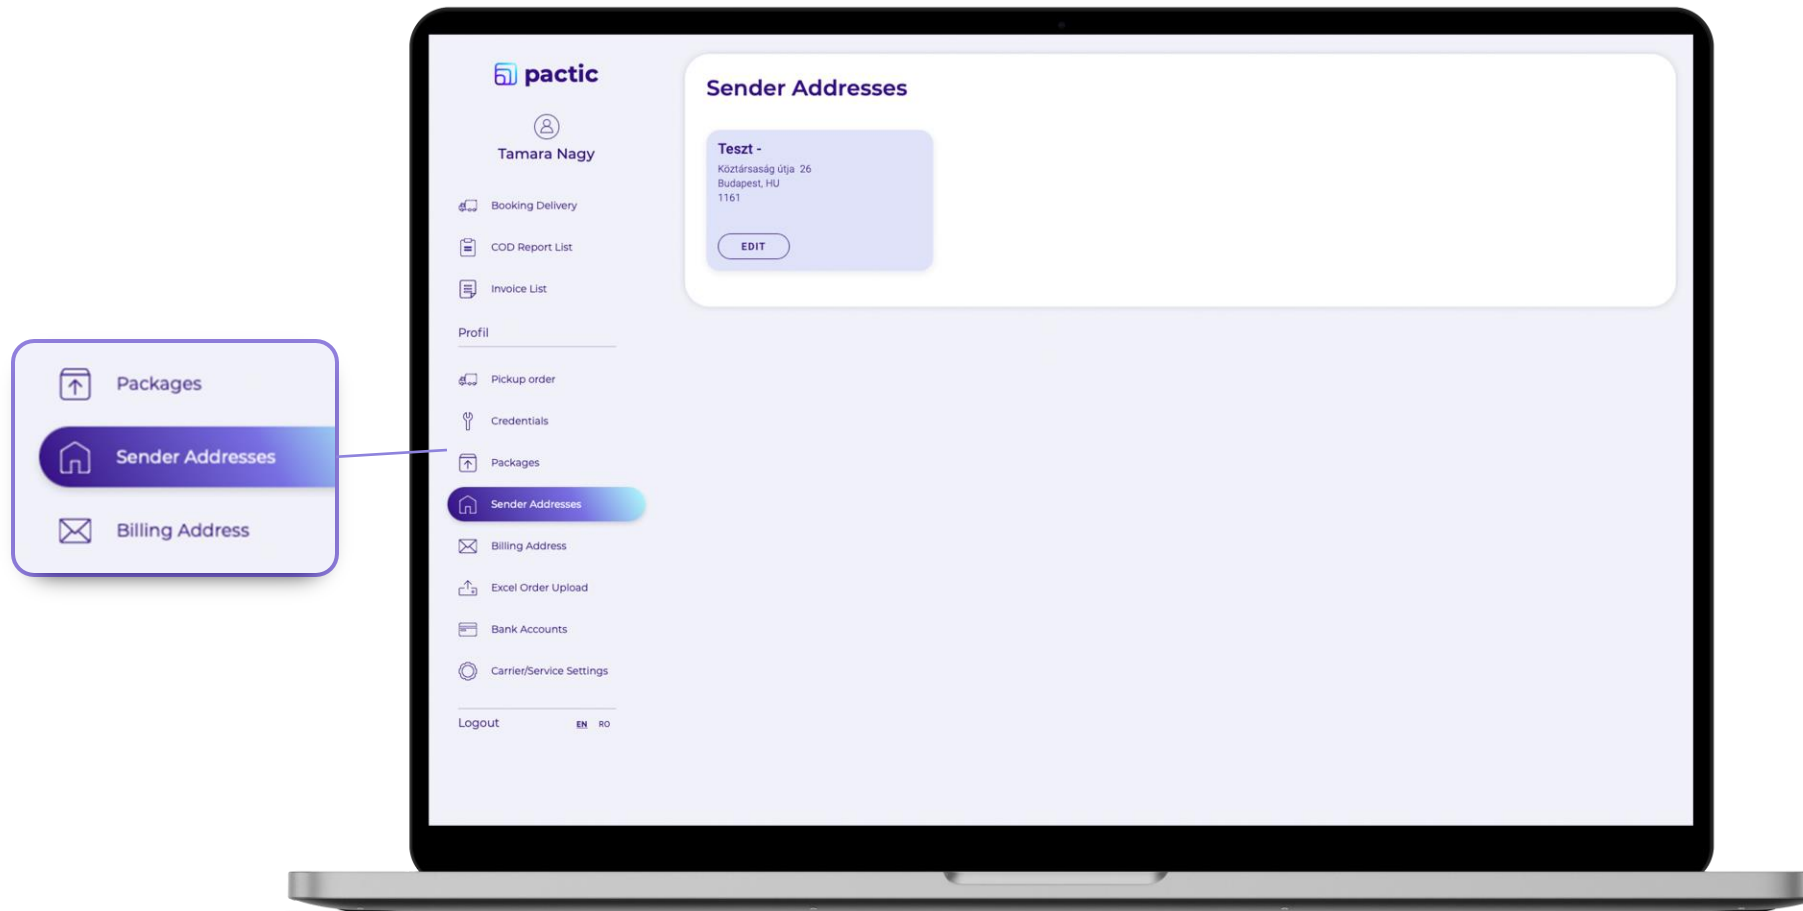 Packages
Sender Addresses
Billing Address
pactic
Tamara Nagy
Booking Delivery
COD Report List
Invoice List
Profil
Pickup order
Credentials
Packages
Sender Addresses
Billing Address
Excel Order Upload
Bank Accounts
Carrier/Service Settings
Logout EN RO
Sender Addresses
Teszt -
Köztársaság útja 26
Budapest, HU
1161
EDIT